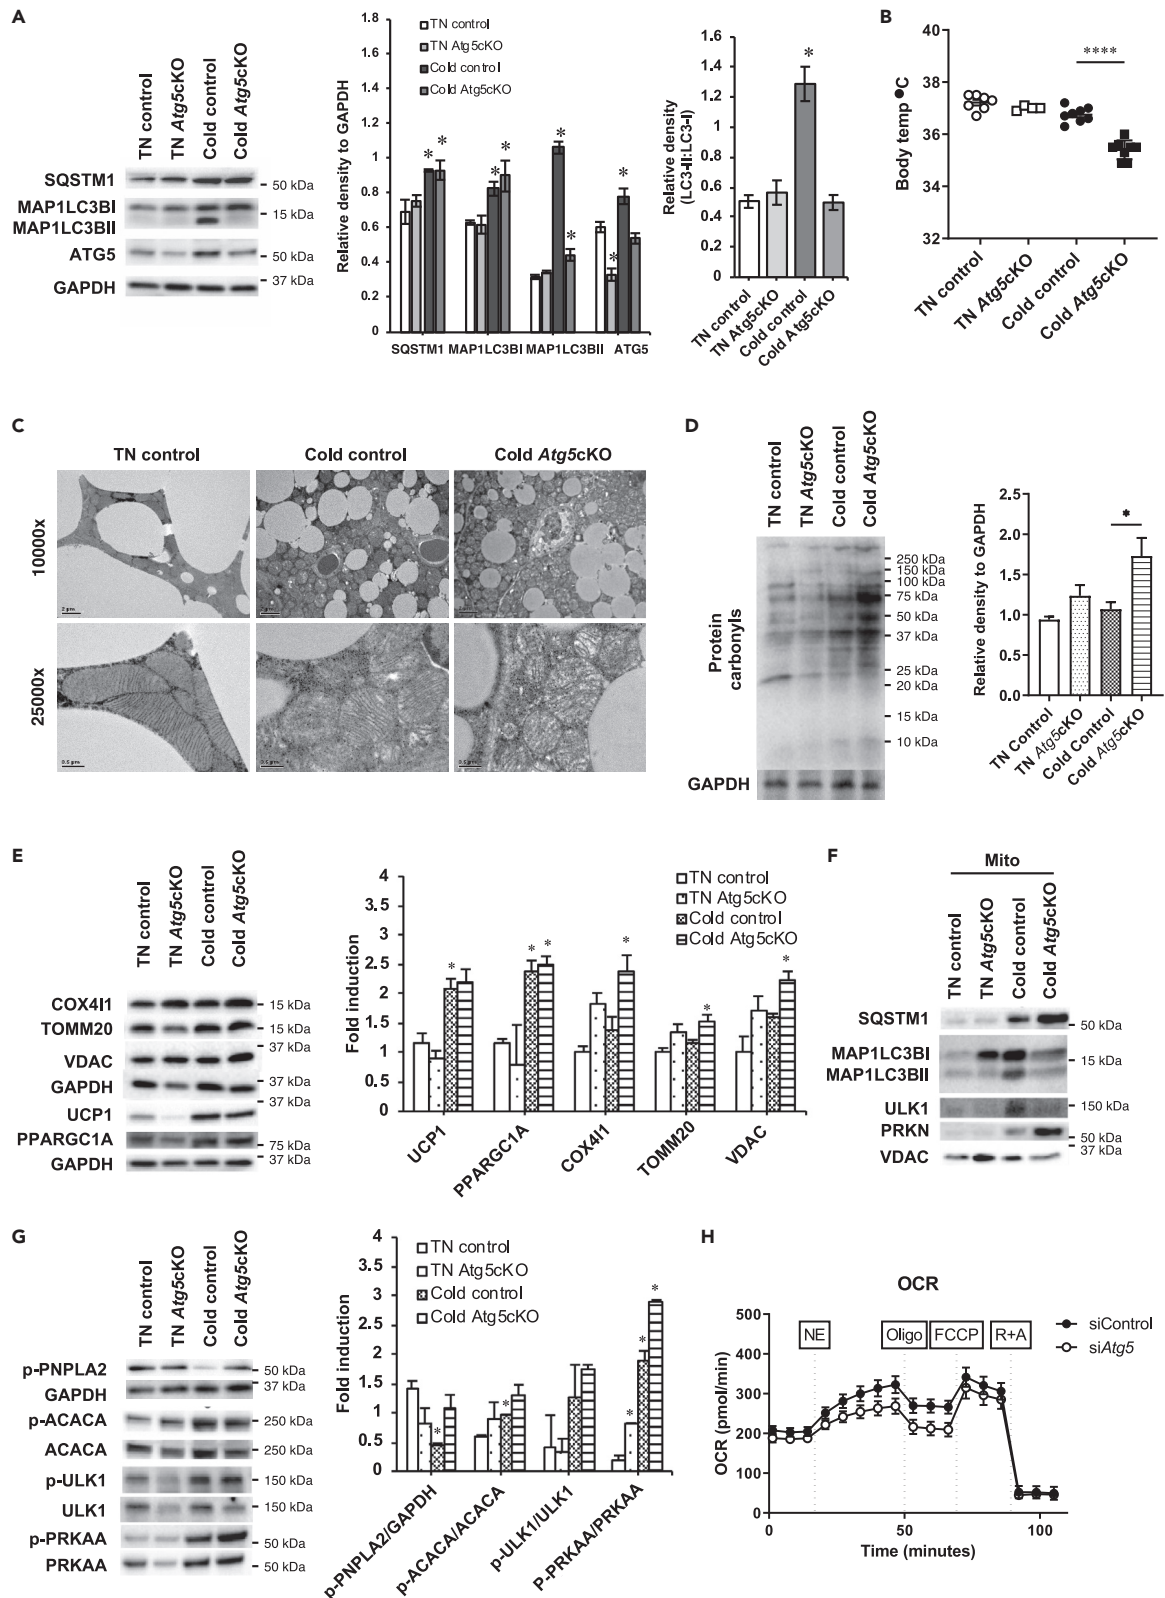 A
TN control
TN Atg5cKO
Cold control
Cold Atg5cKO
SQSTM1
50 kDa
MAP1LC3BI
15 kDa
MAP1LC3BII
ATG5
50 kDa
GAPDH
37 kDa
Relative density to GAPDH
1.8
1.6
1.4
1.2
1
0.8
0.6
0.4
0.2
0
TN control
TN Atg5cKO
Cold control
Cold Atg5cKO
* * * * * * * *
SQSTM1 MAP1LC3BI MAP1LC3BII ATG5
Relative density
(LC3-II:LC3-I)
1.6
1.4
1.2
1
0.8
0.6
0.4
0.2
0
*
TN control
TN Atg5cKO
Cold control
Cold Atg5cKO
B
Body temp °C
40
38
36
34
32
****
TN control
TN Atg5cKO
Cold control
Cold Atg5cKO
C
TN control
Cold control
Cold Atg5cKO
10000x
2 μm
25000x
0.5 μm
0.5 μm
0.5 μm
D
TN control
TN Atg5cKO
Cold control
Cold Atg5cKO
Protein
carbonyls
250 kDa
150 kDa
100 kDa
75 kDa
50 kDa
37 kDa
25 kDa
20 kDa
15 kDa
10 kDa
GAPDH
Relative density to GAPDH
2.5
2.0
1.5
1.0
0.5
0.0
*
TN Control
TN Atg5cKO
Cold Control
Cold Atg5cKO
E
TN control
TN Atg5cKO
Cold control
Cold Atg5cKO
COX4I1
15 kDa
TOMM20
15 kDa
37 kDa
VDAC
GAPDH
37 kDa
37 kDa
UCP1
PPARGC1A
75 kDa
GAPDH
37 kDa
Fold induction
4
3.5
3
2.5
2
1.5
1
0.5
0
TN control
TN Atg5cKO
Cold control
Cold Atg5cKO
* * * * * *
UCP1
PPARGC1A
COX4I1
TOMM20
VDAC
F
Mito
TN control
TN Atg5cKO
Cold control
Cold Atg5cKO
SQSTM1
50 kDa
MAP1LC3BI
15 kDa
MAP1LC3BII
ULK1
150 kDa
PRKN
50 kDa
37 kDa
VDAC
G
TN control
TN Atg5cKO
Cold control
Cold Atg5cKO
p-PNPLA2
50 kDa
37 kDa
GAPDH
p-ACACA
250 kDa
ACACA
250 kDa
p-ULK1
150 kDa
ULK1
150 kDa
p-PRKAA
50 kDa
PRKAA
50 kDa
Fold induction
4
3
2
1
0.5
0
TN control
TN Atg5cKO
Cold control
Cold Atg5cKO
* * * * *
p-PNPLA2/GAPDH
p-ACACA/ACACA
p-ULK1/ULK1
P-PRKAA/PRKAA
H
OCR
OCR (pmol/min)
500
400
300
200
100
0
NE
Oligo
FCCP
R+A
siControl
siAtg5
0
50
100
Time (minutes)